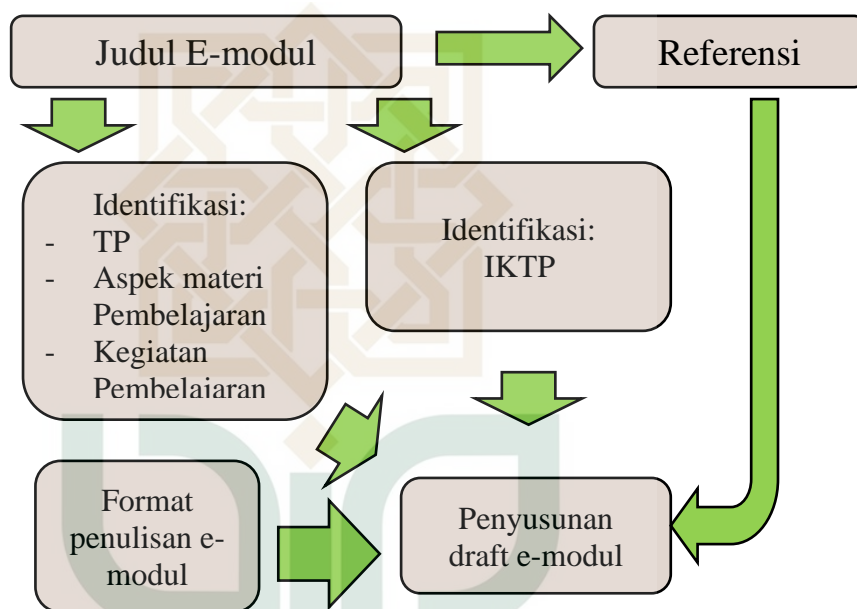 Judul E-modul
Referensi
Identifikasi:
- TP
- Aspek materi
Pembelajaran
- Kegiatan
Pembelajaran
Identifikasi:
IKTP
Format
penulisan e-
modul
Penyusunan
draft e-modul